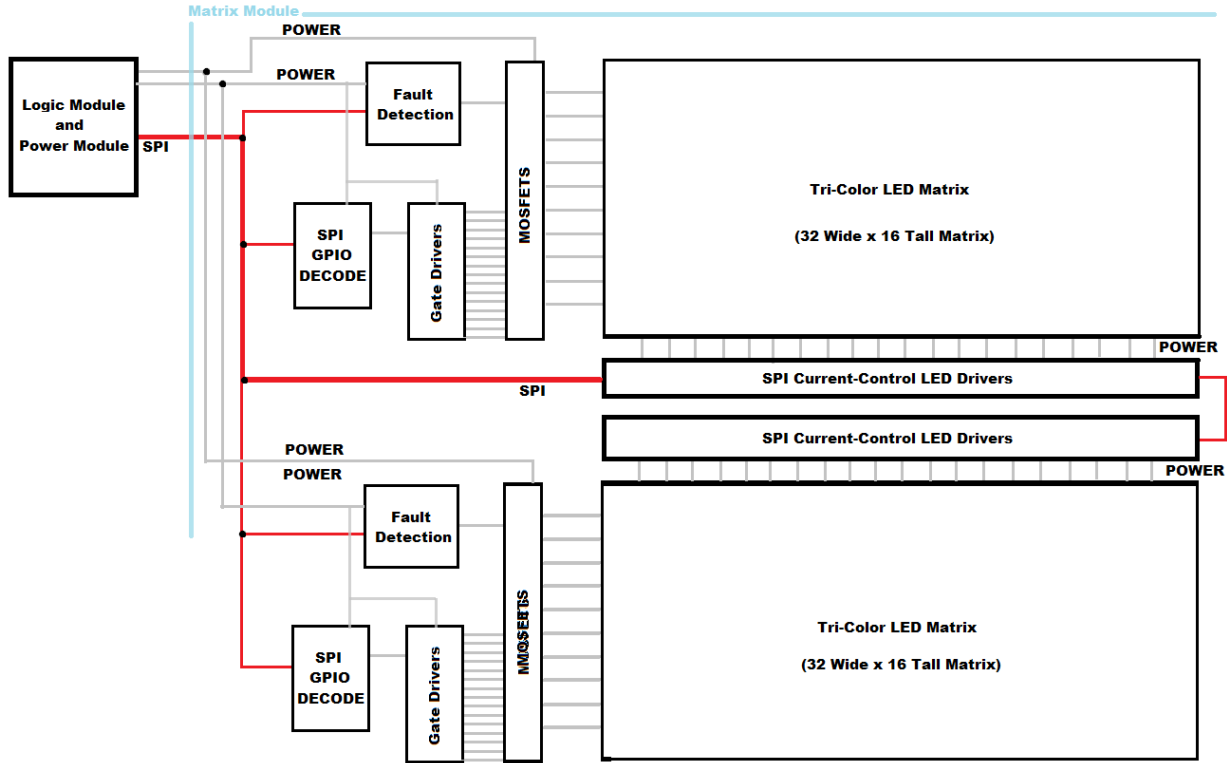 Matrix Module
POWER
POWER
Logic Module
and
Power Module
SPI
Fault
Detection
SPI
GPIO
DECODE
Gate Drivers
MOSFETS
Tri-Color LED Matrix
(32 Wide x 16 Tall Matrix)
POWER
SPI Current-Control LED Drivers
SPI
SPI Current-Control LED Drivers
POWER
POWER
POWER
Fault
Detection
SPI
GPIO
DECODE
Gate Drivers
MOSFETS
Tri-Color LED Matrix
(32 Wide x 16 Tall Matrix)